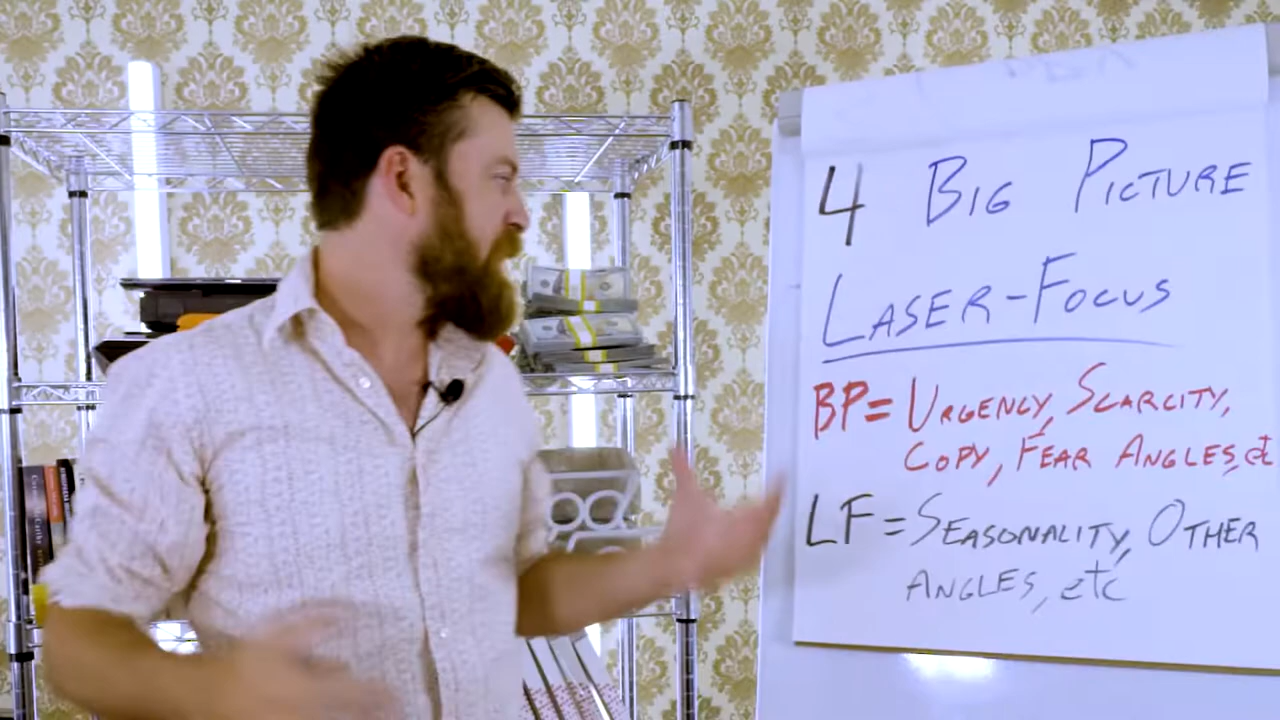 4 BIG PICTURE
LASER-FOCUS
BP= URGENCY, SCARCITY,
COPY, FEAR ANGLES, etc
LF= SEASONALITY, OTHER
ANGLES, etc